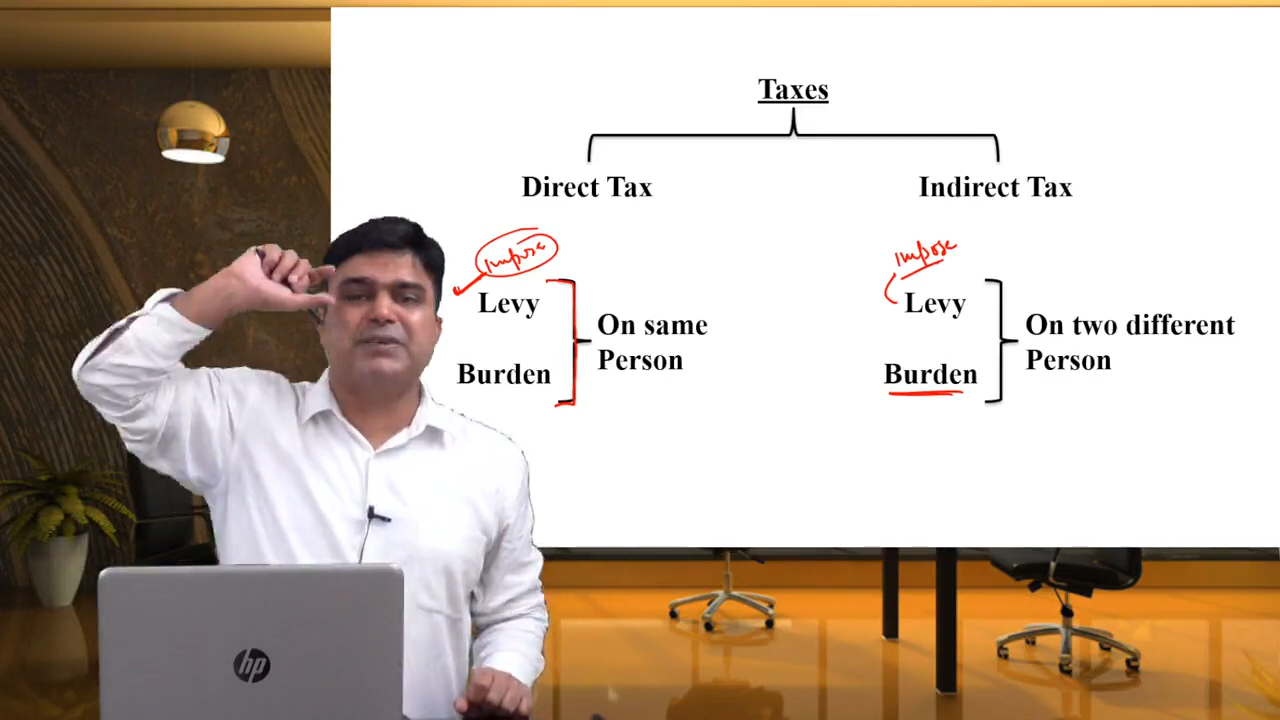 Taxes
Direct Tax
Indirect Tax
impose
Levy
Burden
On same
Person
impose
Levy
Burden
On two different
Person
hp